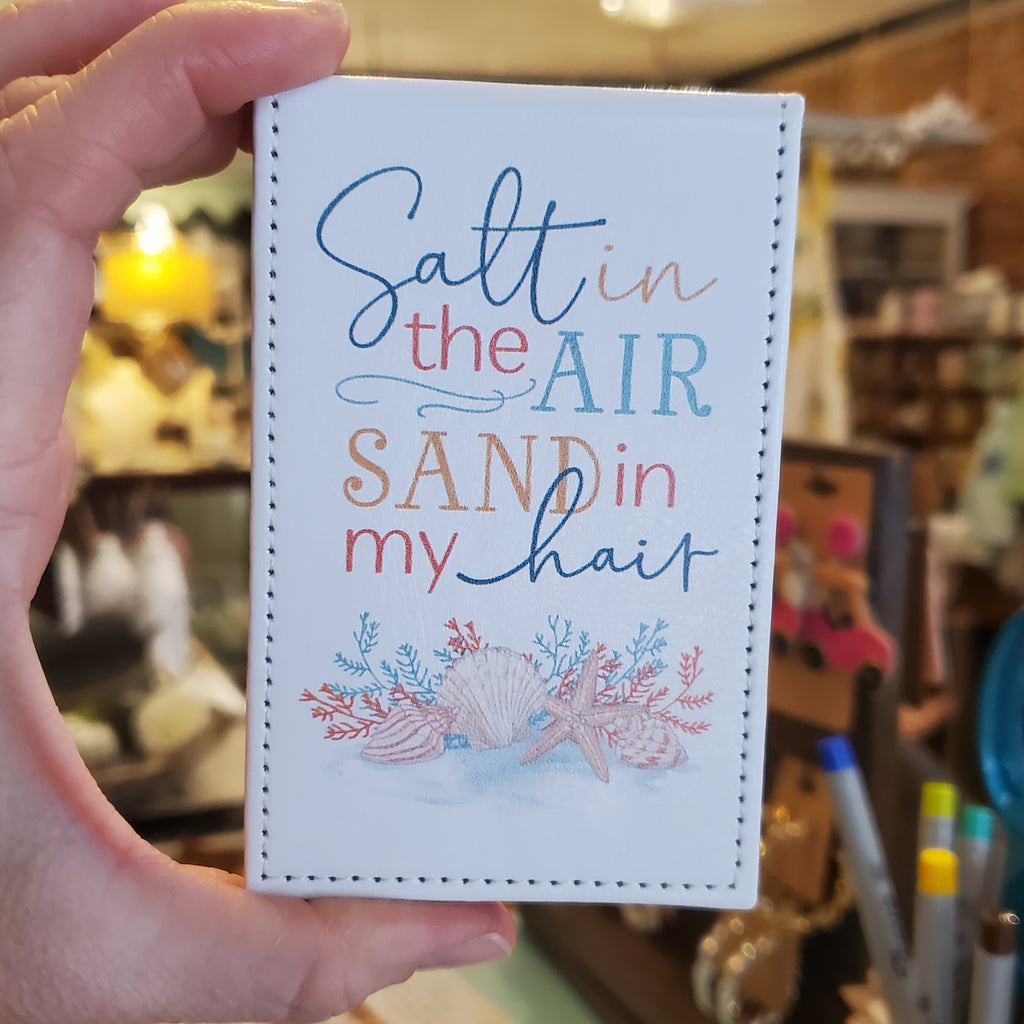 Salt in
the AIR
SAND in
my hair